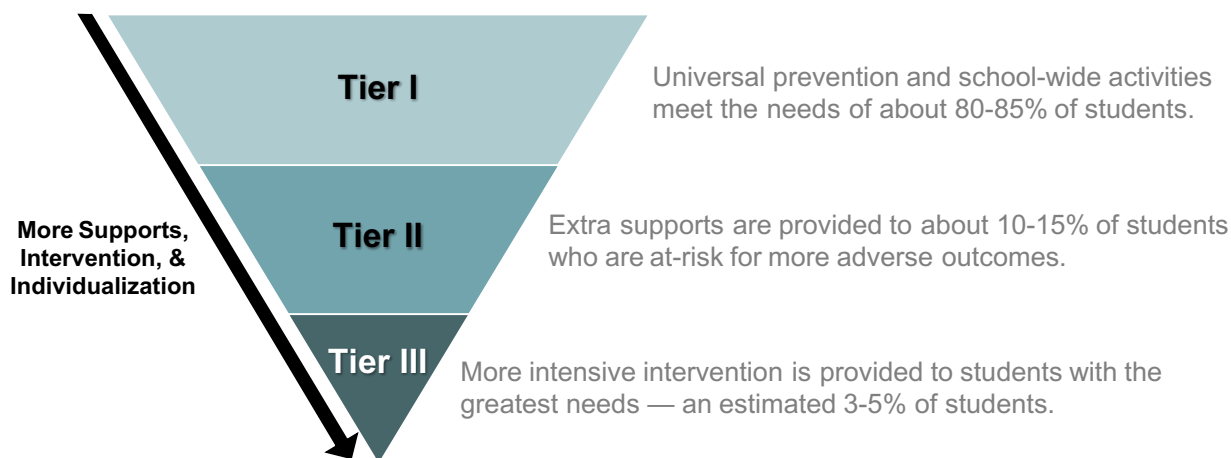 Tier I
Universal prevention and school-wide activities
meet the needs of about 80-85% of students.
More Supports,
Intervention, &
Individualization
Tier II
Extra supports are provided to about 10-15% of students
who are at-risk for more adverse outcomes.
Tier III
More intensive intervention is provided to students with the
greatest needs — an estimated 3-5% of students.